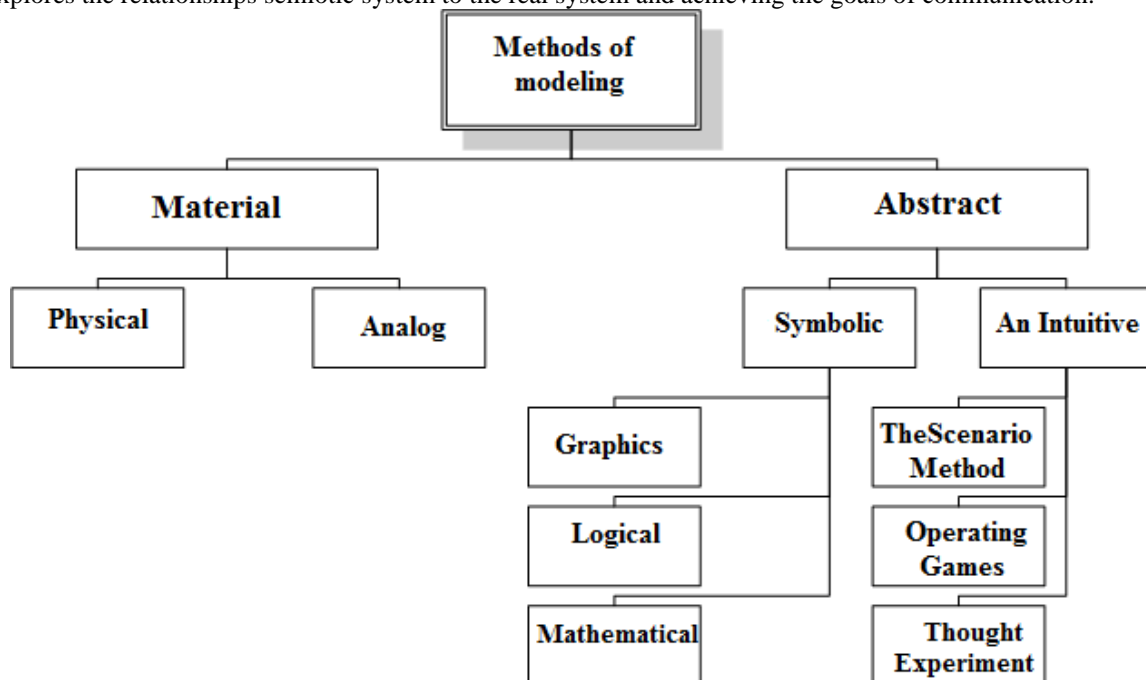 xplores the relationships semiotic system to the real system and achieving the goals of communication.
Methods of
modeling
Material
Abstract
Physical
Analog
Symbolic
An Intuitive
Graphics
TheScenario
Method
Logical
Operating
Games
Mathematical
Thought
Experiment